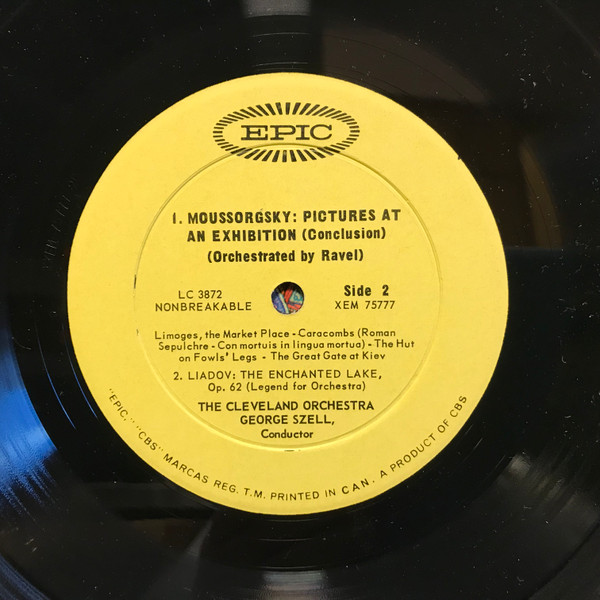 EPIC
1. MOUSSORGSKY: PICTURES AT
AN EXHIBITION (Conclusion)
(Orchestrated by Ravel)
LC 3872
NONBREAKABLE
Side 2
XEM 75777
Limoges, the Market Place - Caracombs (Roman
Sepulchre - Con mortuis in lingua mortua) - The Hut
on Fowls' Legs - The Great Gate at Kiev
2. LIADOV: THE ENCHANTED LAKE,
Op. 62 (Legend for Orchestra)
THE CLEVELAND ORCHESTRA
GEORGE SZELL,
Conductor
"EPIC," "CBS" MARCAS REG. T.M. PRINTED IN CAN. A PRODUCT OF CBS